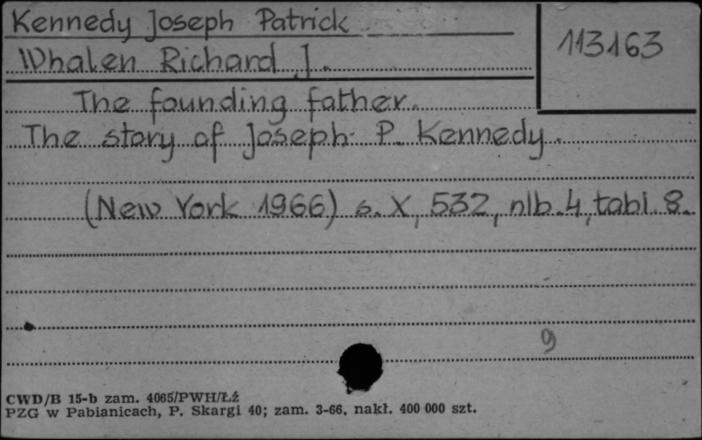 Kennedy Joseph Patrick
113163
Whalen Richard J.
The founding father.
The story of Joseph P. Kennedy.
(New York 1966) s. X, 532, nlb. 4, tabl. 8.
9
CWD/B 15-b zam. 4065/PWH/ŁŹ
PZG w Pabianicach, P. Skargi 40; zam. 3-66, nakł. 400 000 szt.